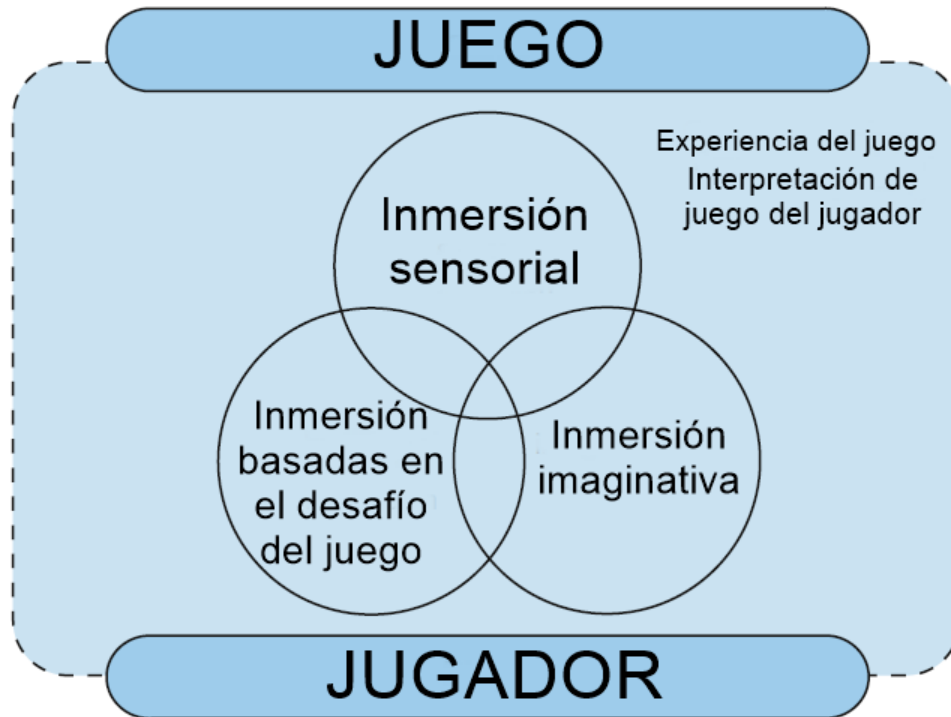 JUEGO
Experiencia del juego
Interpretación de
juego del jugador
Inmersión
sensorial
Inmersión
basadas en
el desafío
del juego
Inmersión
imaginativa
JUGADOR